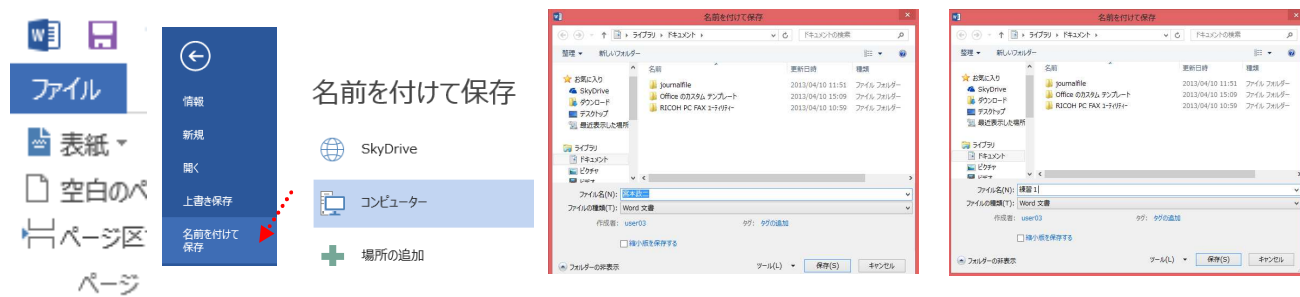 ファイル
表紙
空白のペ
ページ区
ページ
情報
新規
開く
上書き保存
名前を付けて
保存
名前を付けて保存
SkyDrive
コンピューター
場所の追加
名前を付けて保存
ライブラリ ▸ ドキュメント ▸
ドキュメントの検索
整理 新しいフォルダー
名前 更新日時 種類
お気に入り
SkyDrive
ダウンロード
デスクトップ
最近表示した場所
ライブラリ
ドキュメント
ピクチャ
ビデオ
journalfile 2013/04/10 11:51 ファイル フォルダー
Office のカスタム テンプレート 2013/04/10 15:09 ファイル フォルダー
RICOH PC FAX ユーティリティー 2013/04/10 10:59 ファイル フォルダー
ファイル名(N):
ファイルの種類(T): Word 文書
作成者: user03 タグ: タグの追加
縮小版を保存する
フォルダーの非表示 ツール(L) 保存(S) キャンセル
名前を付けて保存
ライブラリ ▸ ドキュメント ▸
ドキュメントの検索
整理 新しいフォルダー
名前 更新日時 種類
お気に入り
SkyDrive
ダウンロード
デスクトップ
最近表示した場所
ライブラリ
ドキュメント
ピクチャ
ビデオ
journalfile 2013/04/10 11:51 ファイル フォルダー
Office のカスタム テンプレート 2013/04/10 15:09 ファイル フォルダー
RICOH PC FAX ユーティリティー 2013/04/10 10:59 ファイル フォルダー
ファイル名(N): 練習1
ファイルの種類(T): Word 文書
作成者: user03 タグ: タグの追加
縮小版を保存する
フォルダーの非表示 ツール(L) 保存(S) キャンセル